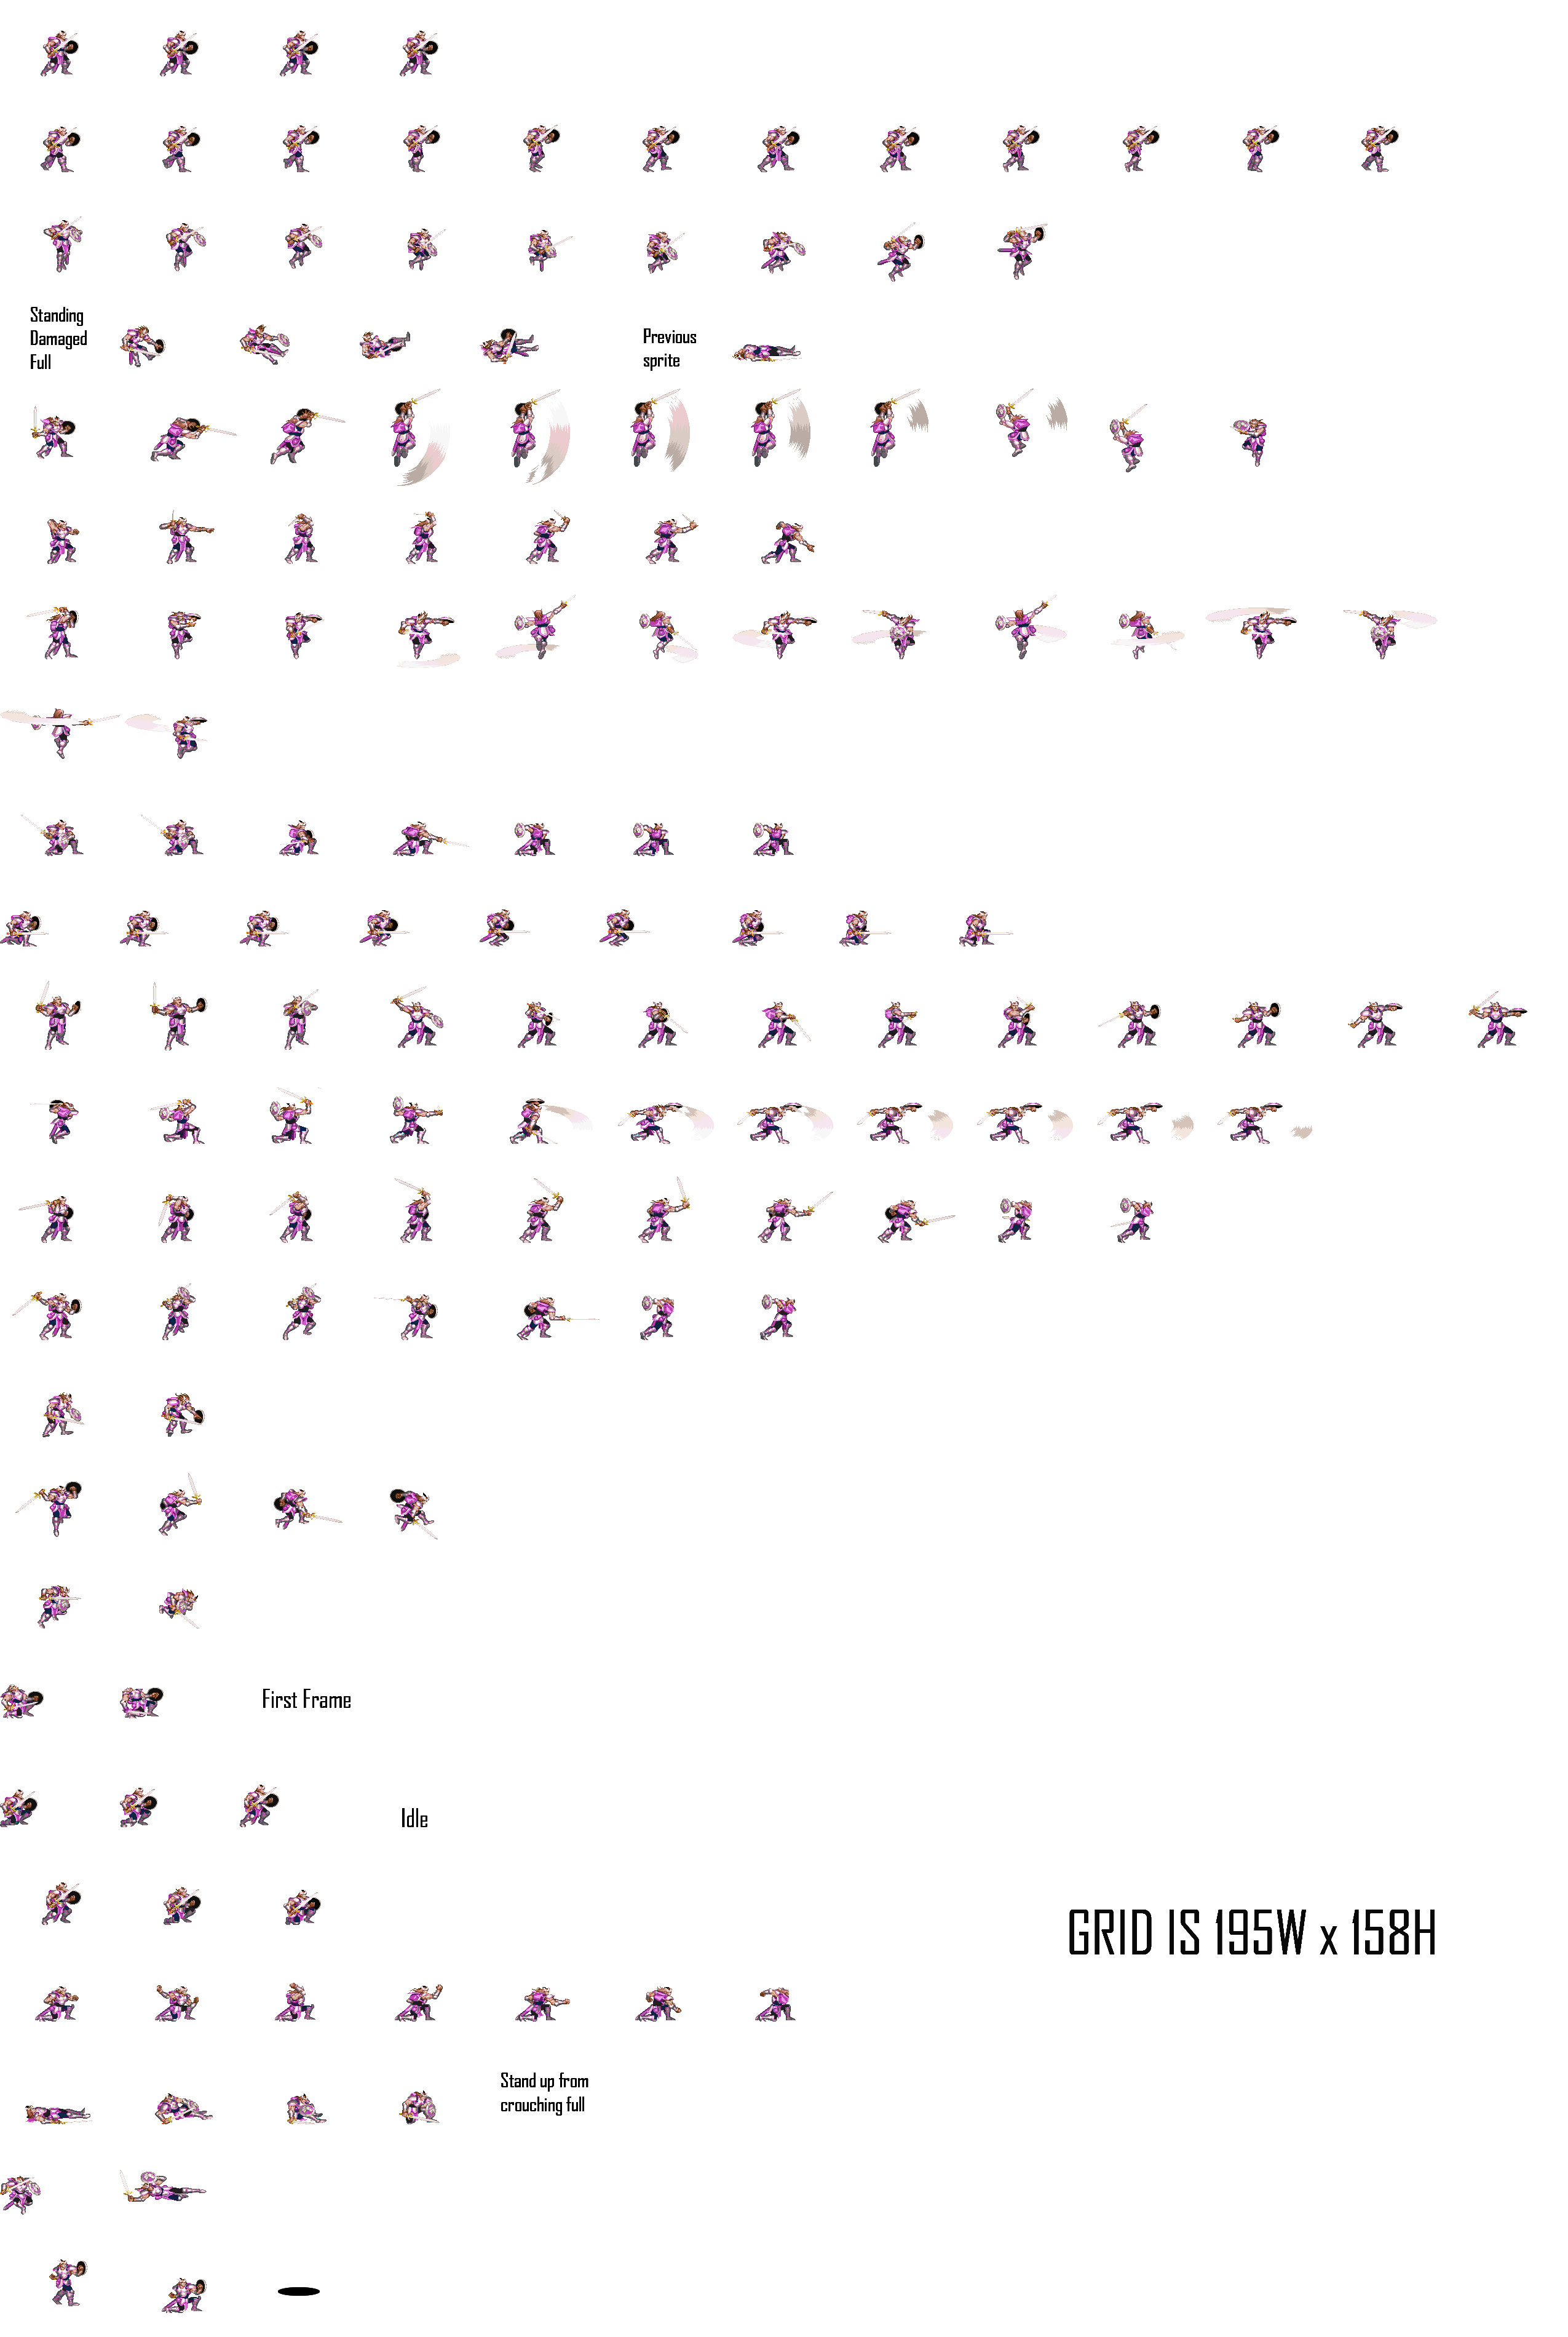 Standing
Damaged
Full
Previous
sprite
First Frame
Idle
GRID IS 195W x 158H
Stand up from
crouching full